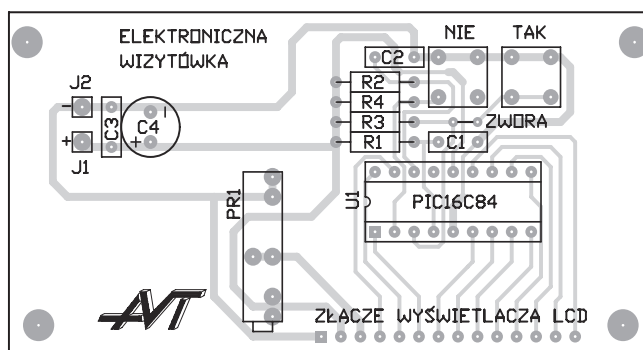 ELEKTRONICZNA
WIZYTÓWKA
NIE
TAK
J2
-
C3
C4
-
+
+
J1
C2
R2
R4
R3
R1
ZWORA
C1
PR1
U1
PIC16C84
AVT
ZŁĄCZE WYŚWIETLACZA LCD